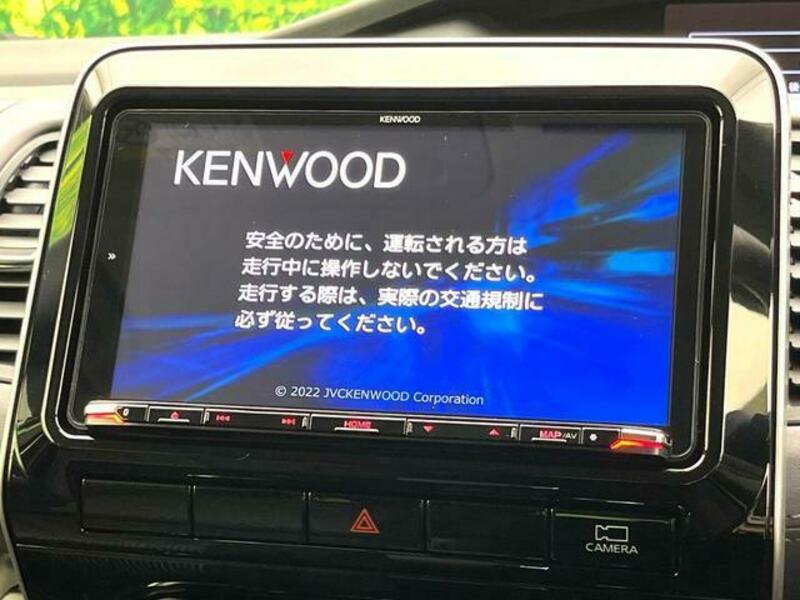 KENWOOD
KENWOOD
安全のために、運転される方は
走行中に操作しないでください。
走行する際は、実際の交通規制に
必ず従ってください。
© 2022 JVCKENWOOD Corporation
HOME
MAP/AV
CAMERA